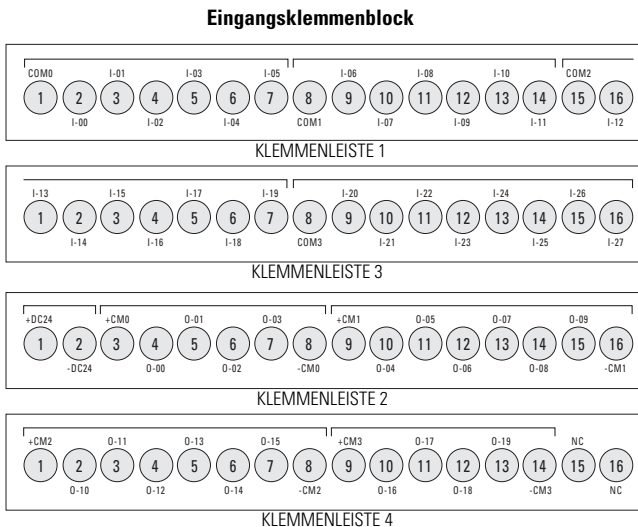 Eingangsklemmenblock
COM0 I-01 I-03 I-05 I-06 I-08 I-10 COM2
1 2 3 4 5 6 7 8 9 10 11 12 13 14 15 16
I-00 I-02 I-04 COM1 I-07 I-09 I-11 I-12
KLEMMENLEISTE 1
I-13 I-15 I-17 I-19 I-20 I-22 I-24 I-26
1 2 3 4 5 6 7 8 9 10 11 12 13 14 15 16
I-14 I-16 I-18 COM3 I-21 I-23 I-25 I-27
KLEMMENLEISTE 3
+DC24 +CM0 O-01 O-03 +CM1 O-05 O-07 O-09
1 2 3 4 5 6 7 8 9 10 11 12 13 14 15 16
-DC24 O-00 O-02 -CM0 O-04 O-06 O-08 -CM1
KLEMMENLEISTE 2
+CM2 O-11 O-13 O-15 +CM3 O-17 O-19 NC
1 2 3 4 5 6 7 8 9 10 11 12 13 14 15 16
O-10 O-12 O-14 -CM2 O-16 O-18 -CM3 NC
KLEMMENLEISTE 4